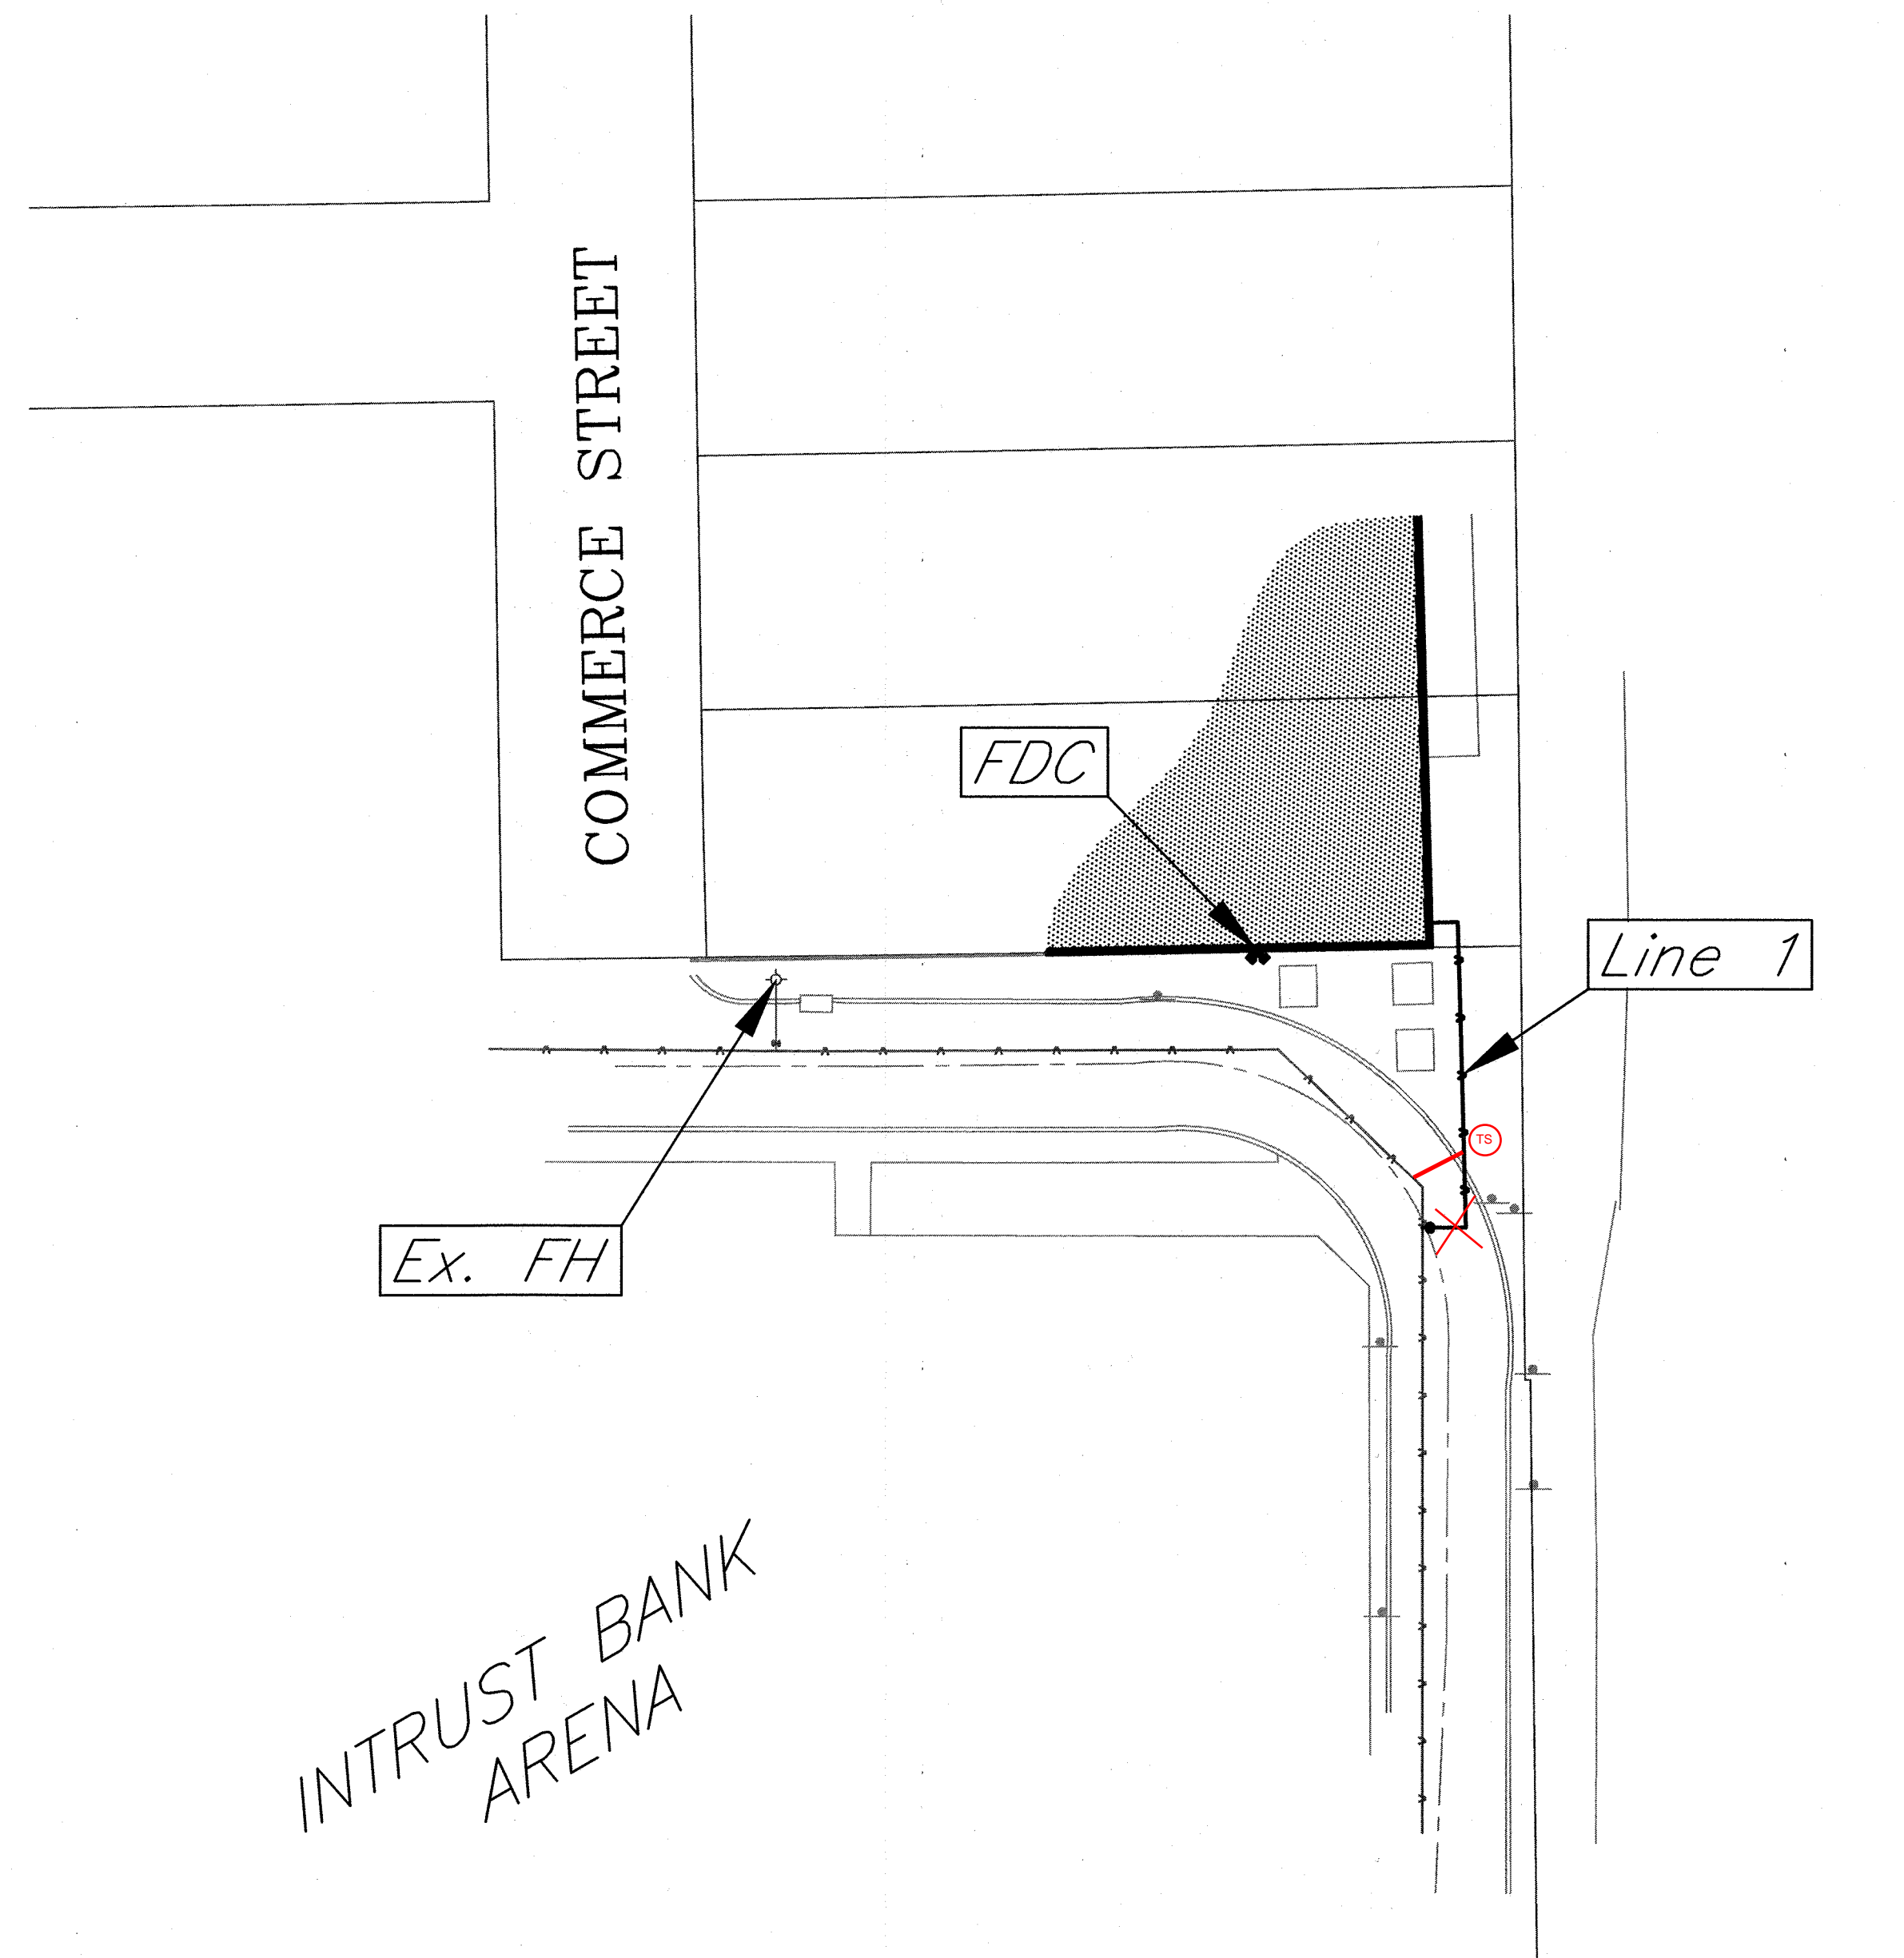 COMMERCE STREET
FDC
Line 1
TS
Ex. FH
INTRUST BANK
ARENA